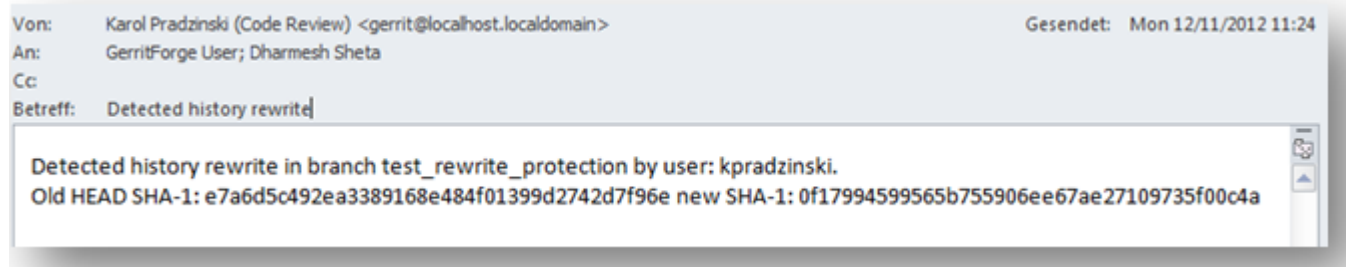 Von: Karol Pradzinski (Code Review) <gerrit@localhost.localdomain> Gesendet: Mon 12/11/2012 11:24
An: GerritForge User; Dharmesh Sheta
Cc:
Betreff: Detected history rewrite
Detected history rewrite in branch test_rewrite_protection by user: kpradzinski.
Old HEAD SHA-1: e7a6d5c492ea3389168e484f01399d2742d7f96e new SHA-1: 0f17994599565b755906ee67ae27109735f00c4a